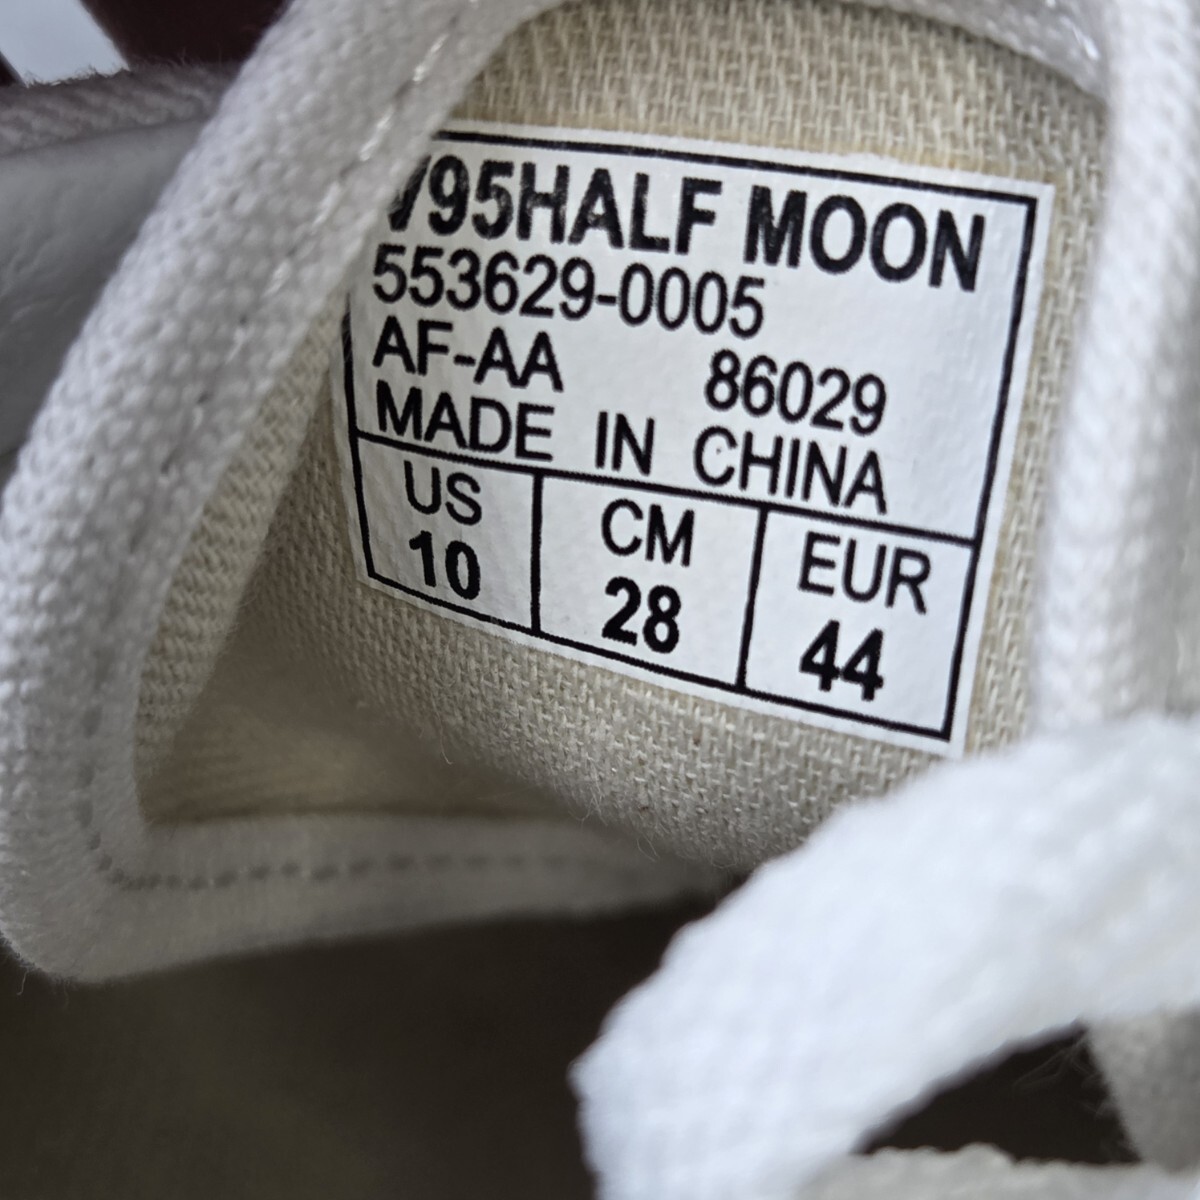 V95HALF MOON
553629-0005
AF-AA 86029
MADE IN CHINA
US CM EUR
10 28 44